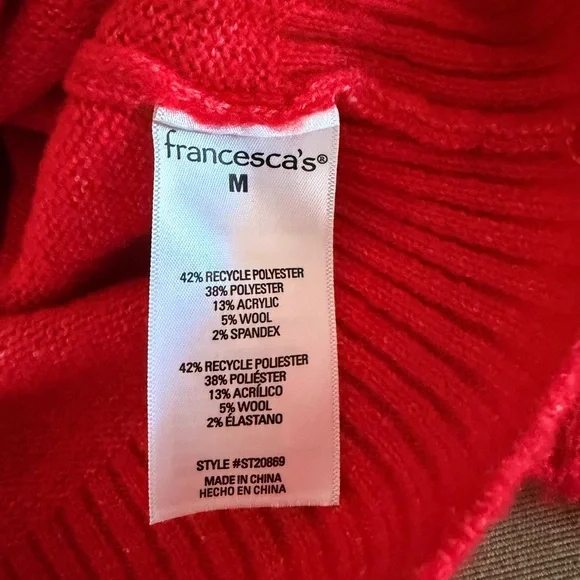 francesca's®
M
42% RECYCLE POLYESTER
38% POLYESTER
13% ACRYLIC
5% WOOL
2% SPANDEX
42% RECYCLE POLIESTER
38% POLIÉSTER
13% ACRÍLICO
5% WOOL
2% ÉLASTANO
STYLE #ST20869
MADE IN CHINA
HECHO EN CHINA